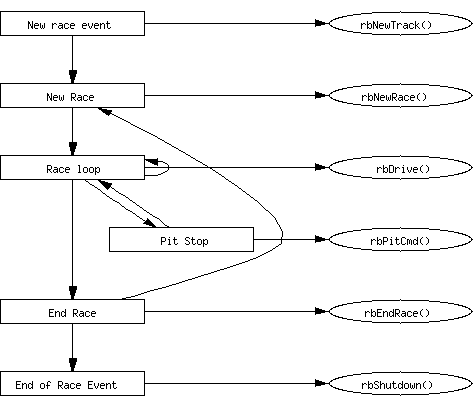 New race event
rbNewTrack()
New Race
rbNewRace()
Race loop
rbDrive()
Pit Stop
rbPitCmd()
End Race
rbEndRace()
End of Race Event
rbShutdown()